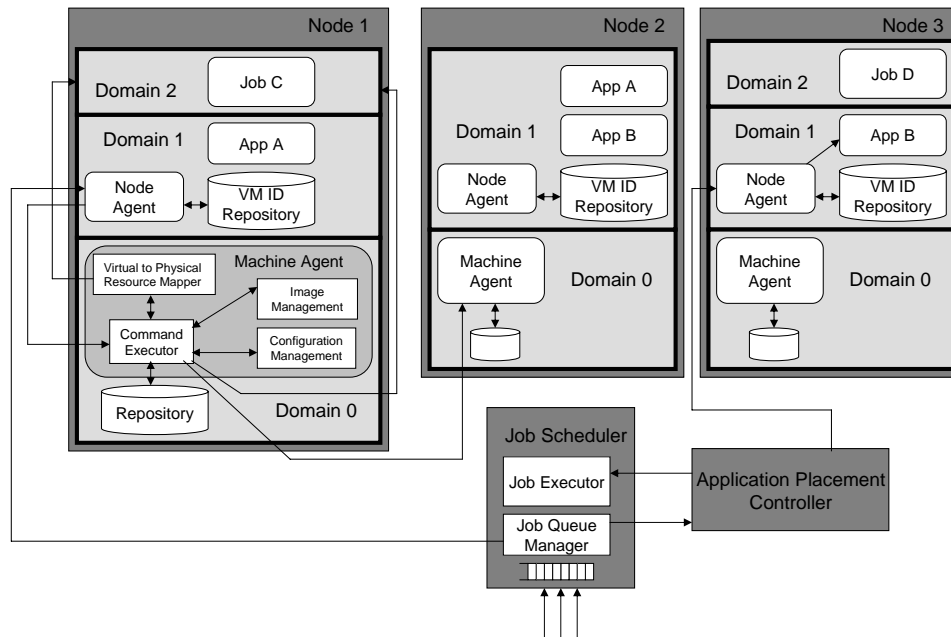 Node 1
Domain 2
Job C
Domain 1
App A
Node
Agent
VM ID
Repository
Machine Agent
Virtual to Physical
Resource Mapper
Image
Management
Command
Executor
Configuration
Management
Repository
Domain 0
Node 2
App A
Domain 1
App B
Node
Agent
VM ID
Repository
Machine
Agent
Domain 0
Node 3
Domain 2
Job D
Domain 1
App B
Node
Agent
VM ID
Repository
Machine
Agent
Domain 0
Job Scheduler
Job Executor
Job Queue
Manager
Application Placement
Controller